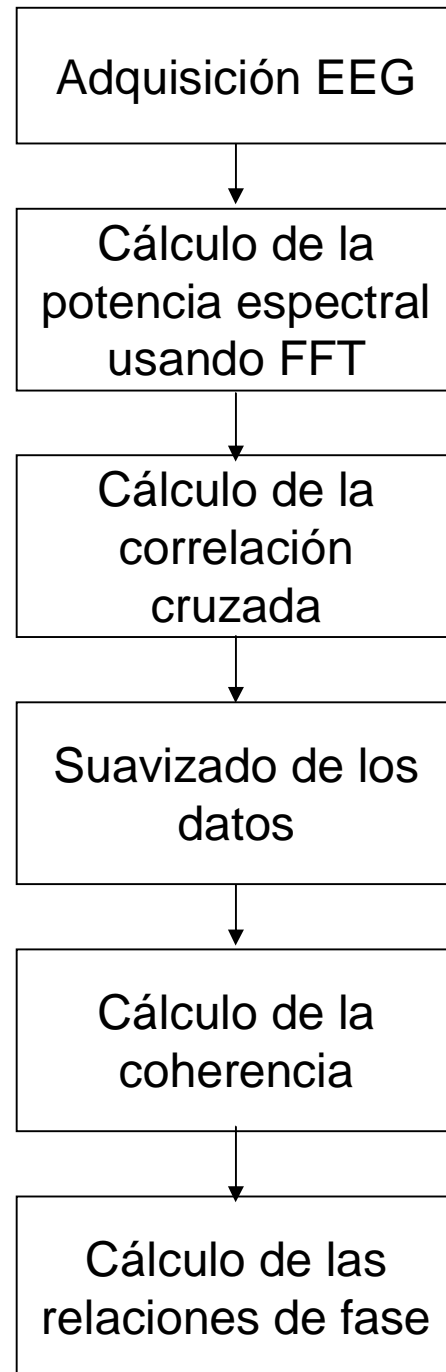 Adquisición EEG
Cálculo de la
potencia espectral
usando FFT
Cálculo de la
correlación
cruzada
Suavizado de los
datos
Cálculo de la
coherencia
Cálculo de las
relaciones de fase